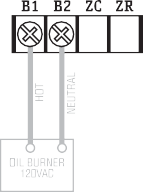 B1 B2 ZC ZR
HOT
NEUTRAL
OIL BURNER
120VAC